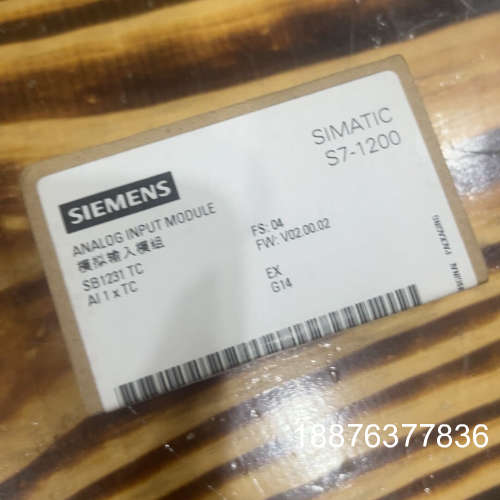 SIEMENS
SIMATIC
S7-1200
ANALOG INPUT MODULE
模拟输入模组
SB1231 TC
AI 1 x TC
FS: 04
FW: V02.00.02
EX
G14
PACKAGING
18876377836